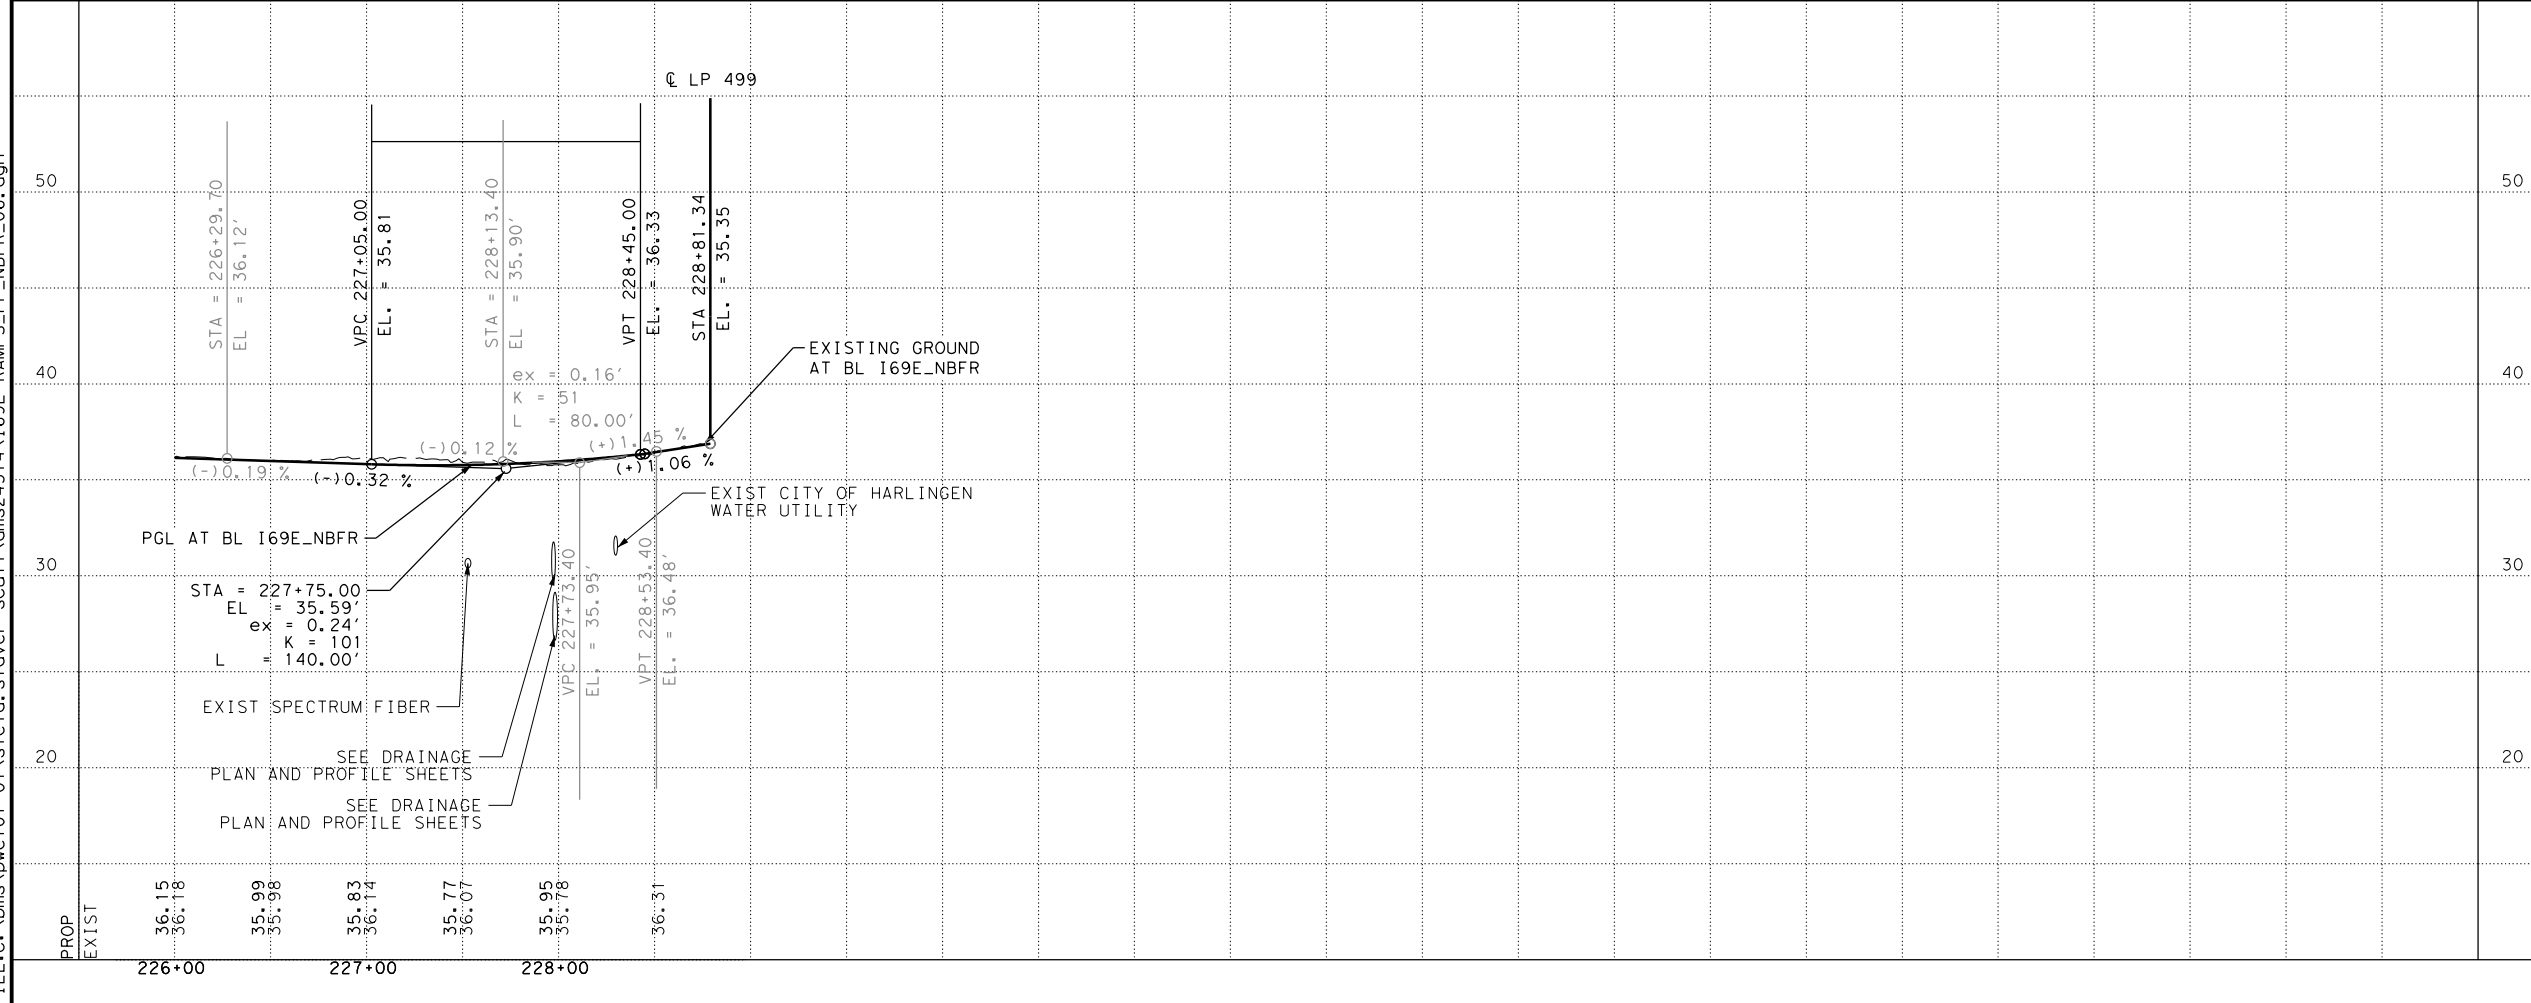 ℄ LP 499
50
STA = 226+29.70
EL = 36.12'
VPC 227+05.00
EL. = 35.81
STA = 228+13.40
EL = 35.90'
VPT 228+45.00
EL. = 36.33
STA 228+81.34
EL. = 35.35
50
EXISTING GROUND
AT BL I69E_NBFR
40
ex = 0.16'
K = 51
L = 80.00'
40
(-)0.19 %
(-)0.32 %
(-)0.12 %
(+)1.45 %
(+)1.06 %
EXIST CITY OF HARLINGEN
WATER UTILITY
PGL AT BL I69E_NBFR
30
30
STA = 227+75.00
EL = 35.59'
ex = 0.24'
K = 101
L = 140.00'
VPC 227+73.40
EL. = 35.95'
VPT 228+53.40
EL. = 36.48'
EXIST SPECTRUM FIBER
20
SEE DRAINAGE
PLAN AND PROFILE SHEETS
20
SEE DRAINAGE
PLAN AND PROFILE SHEETS
PROP
EXIST
36.15
36.18
35.99
35.98
35.83
36.14
35.77
36.07
35.95
35.78
36.31
226+00
227+00
228+00